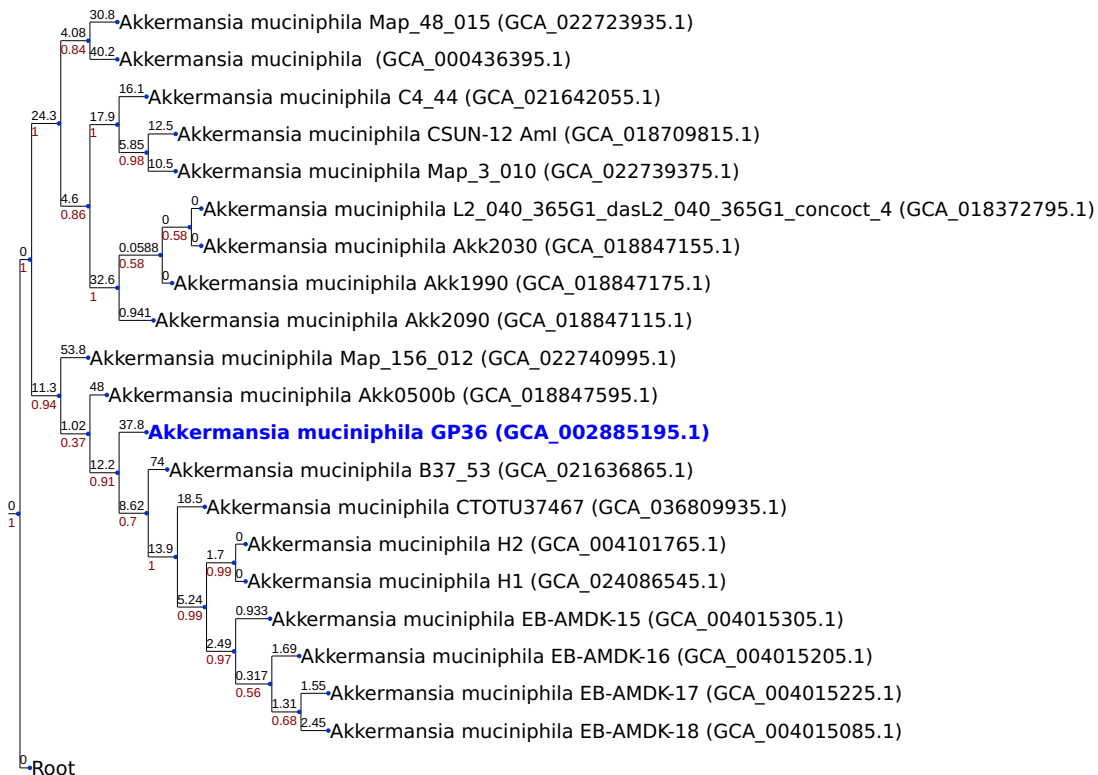 30.8
Akkermansia muciniphila Map_48_015 (GCA_022723935.1)
4.08
0.84
40.2
Akkermansia muciniphila  (GCA_000436395.1)
16.1
Akkermansia muciniphila C4_44 (GCA_021642055.1)
24.3
1
17.9
1
12.5
Akkermansia muciniphila CSUN-12 AmI (GCA_018709815.1)
5.85
0.98
10.5
Akkermansia muciniphila Map_3_010 (GCA_022739375.1)
4.6
0.86
0
Akkermansia muciniphila L2_040_365G1_dasL2_040_365G1_concoct_4 (GCA_018372795.1)
0
0.58
0
Akkermansia muciniphila Akk2030 (GCA_018847155.1)
0
1
0.0588
0.58
0
Akkermansia muciniphila Akk1990 (GCA_018847175.1)
32.6
1
0.941
Akkermansia muciniphila Akk2090 (GCA_018847115.1)
53.8
Akkermansia muciniphila Map_156_012 (GCA_022740995.1)
11.3
0.94
48
Akkermansia muciniphila Akk0500b (GCA_018847595.1)
1.02
0.37
37.8
Akkermansia muciniphila GP36 (GCA_002885195.1)
12.2
0.91
74
Akkermansia muciniphila B37_53 (GCA_021636865.1)
0
1
8.62
0.7
18.5
Akkermansia muciniphila CTOTU37467 (GCA_036809935.1)
13.9
1
0
Akkermansia muciniphila H2 (GCA_004101765.1)
1.7
0.99
0
Akkermansia muciniphila H1 (GCA_024086545.1)
5.24
0.99
0.933
Akkermansia muciniphila EB-AMDK-15 (GCA_004015305.1)
2.49
0.97
1.69
Akkermansia muciniphila EB-AMDK-16 (GCA_004015205.1)
0.317
0.56
1.55
Akkermansia muciniphila EB-AMDK-17 (GCA_004015225.1)
1.31
0.68
2.45
Akkermansia muciniphila EB-AMDK-18 (GCA_004015085.1)
0
Root